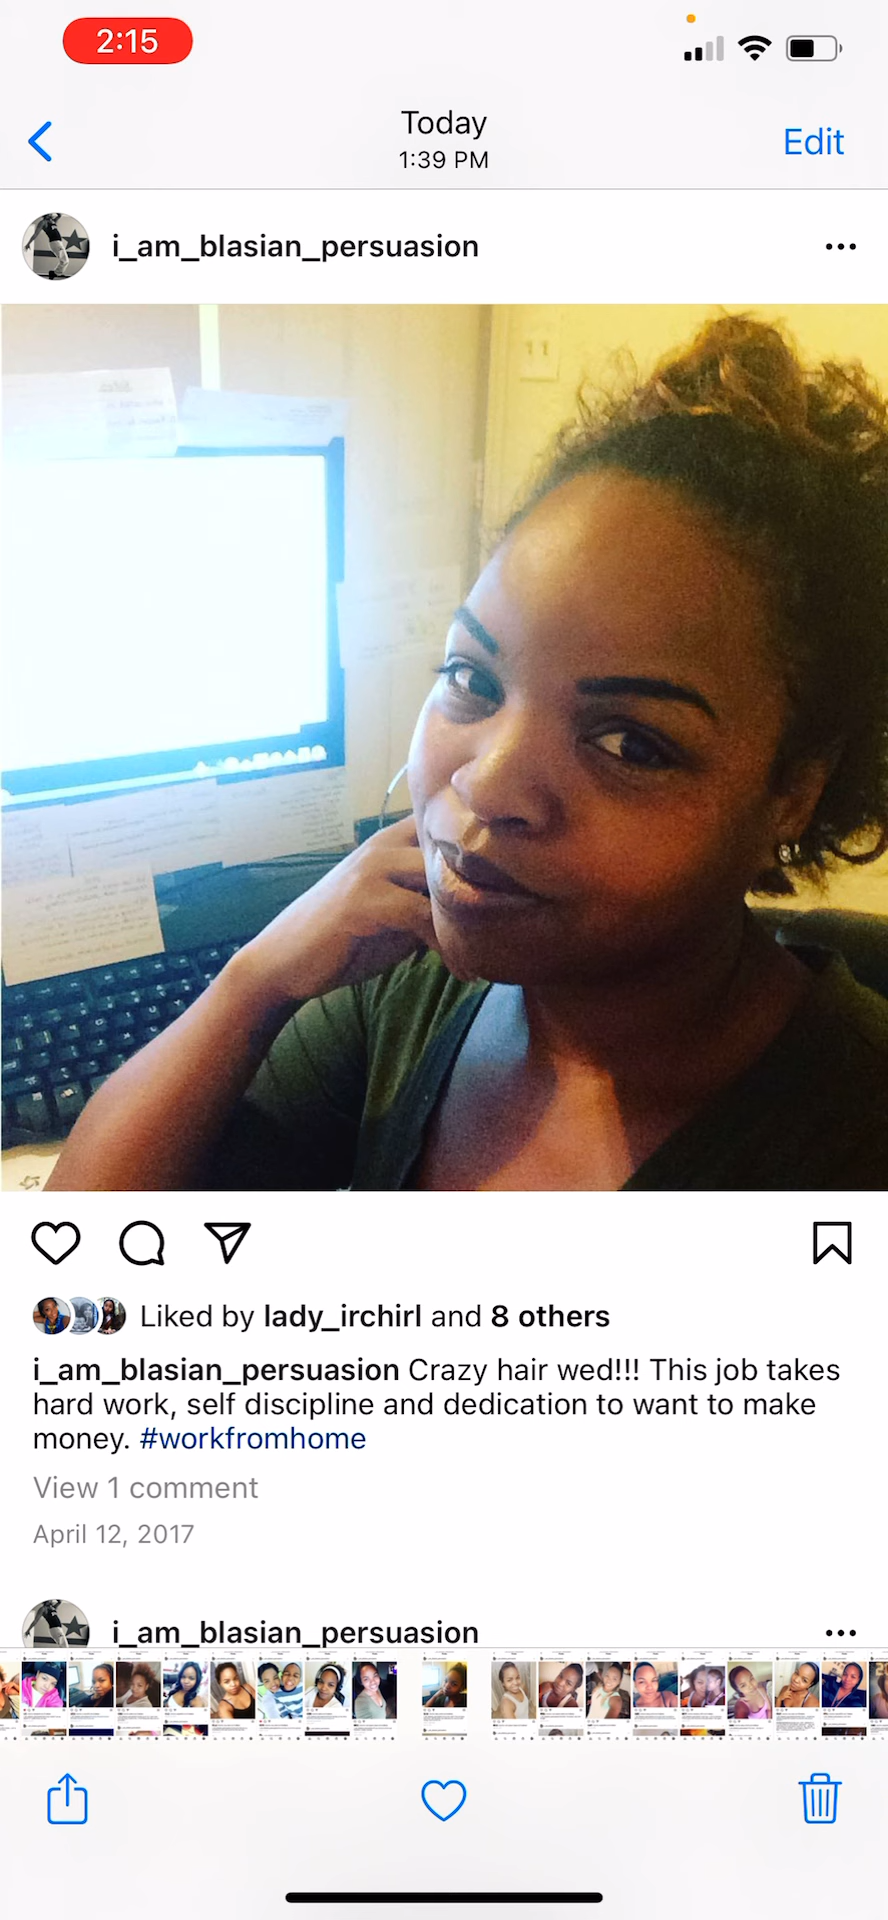 2:15
Today
1:39 PM
Edit
i_am_blasian_persuasion
Liked by lady_irchirl and 8 others
i_am_blasian_persuasion Crazy hair wed!!! This job takes
hard work, self discipline and dedication to want to make
money. #workfromhome
View 1 comment
April 12, 2017
i_am_blasian_persuasion